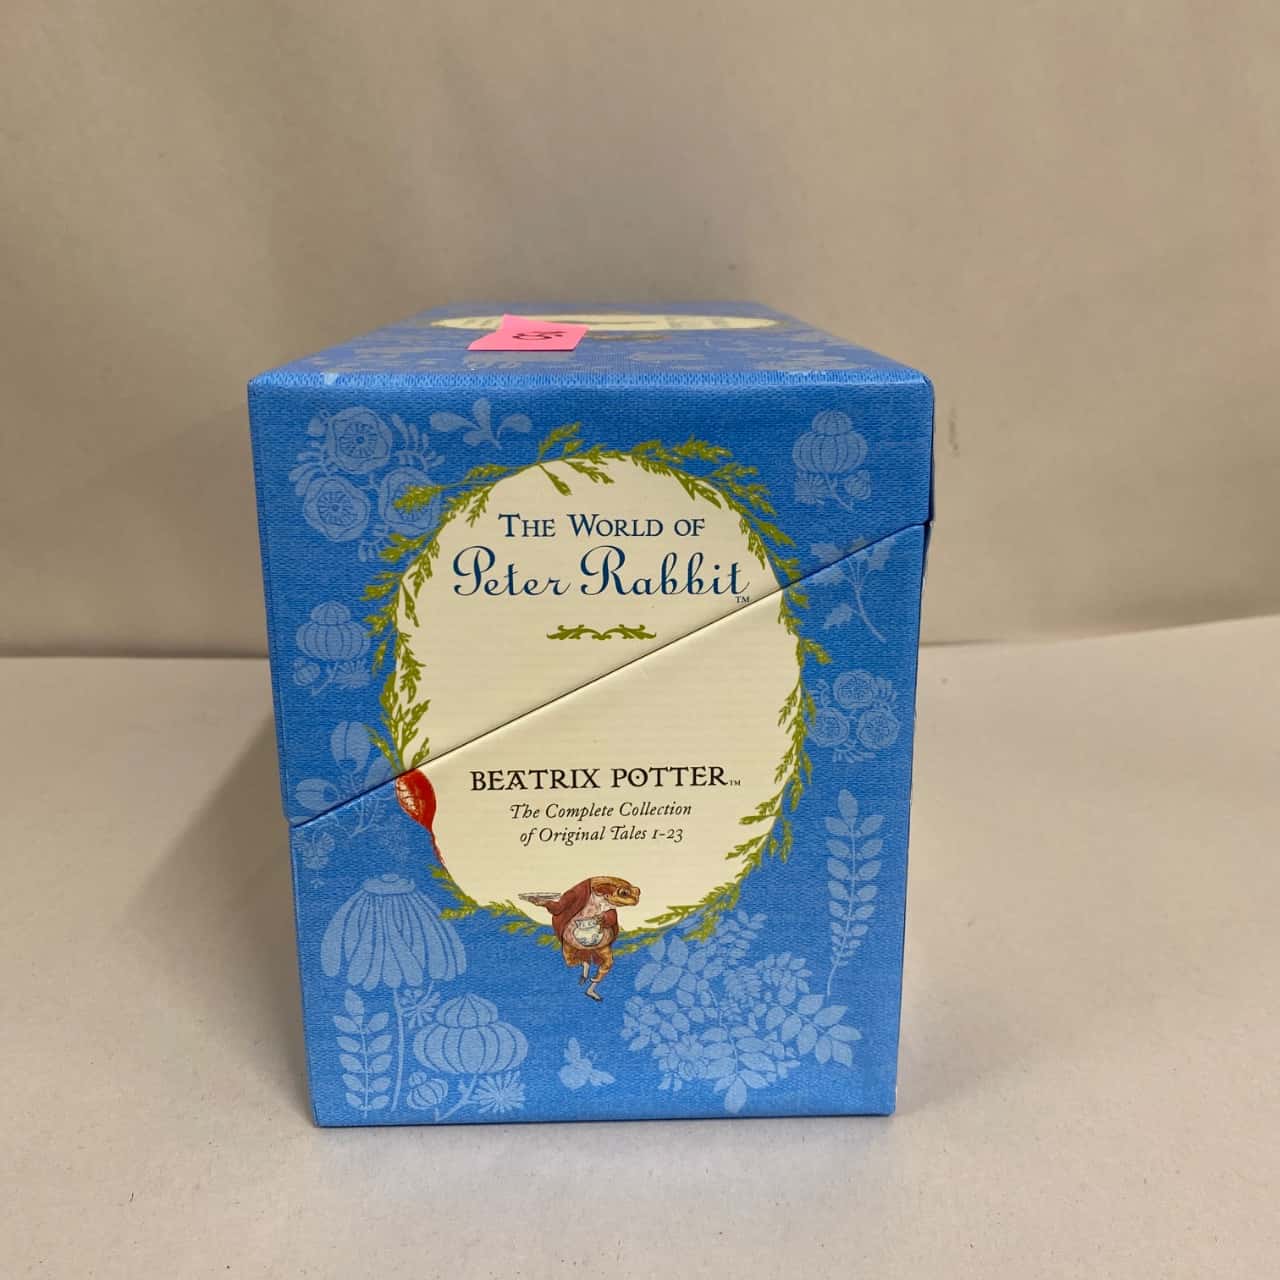 THE WORLD OF
Peter Rabbit™
BEATRIX POTTER™
The Complete Collection
of Original Tales 1-23